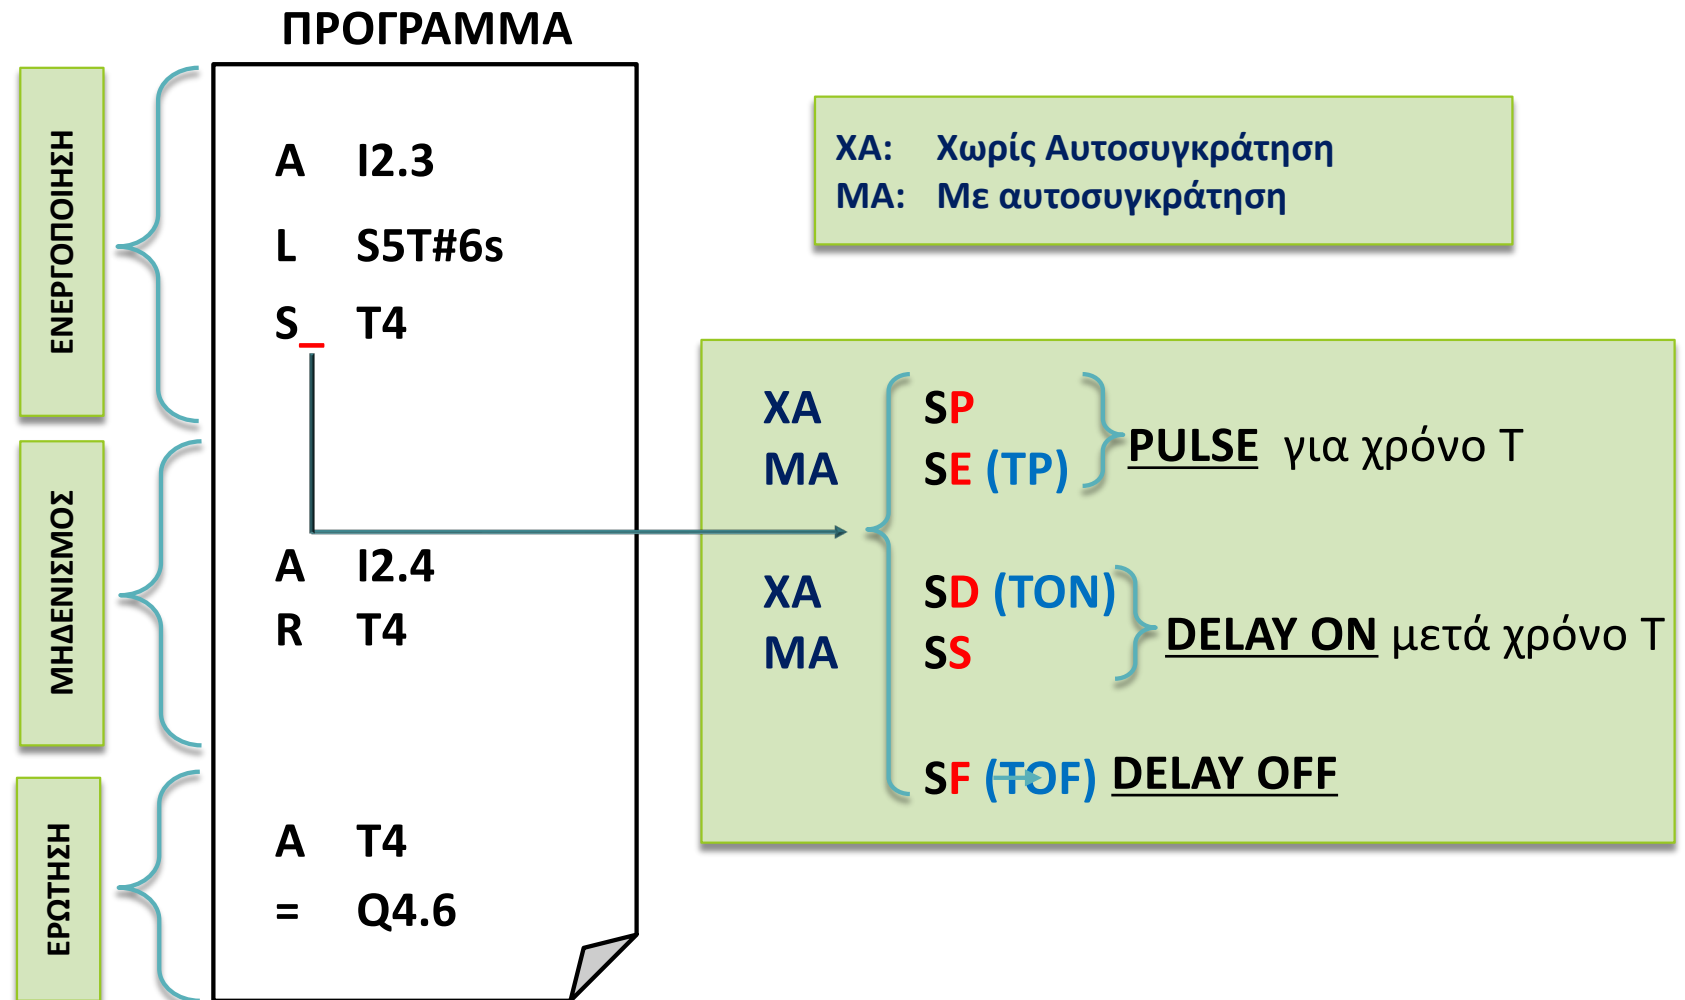 ΠΡΟΓΡΑΜΜΑ
ΕΝΕΡΓΟΠΟΙΗΣΗ
A I2.3
L S5T#6s
S_ T4
ΜΗΔΕΝΙΣΜΟΣ
A I2.4
R T4
ΕΡΩΤΗΣΗ
A T4
= Q4.6
ΧΑ: Χωρίς Αυτοσυγκράτηση
ΜΑ: Με αυτοσυγκράτηση
ΧΑ SP
ΜΑ SE (TP)
PULSE για χρόνο Τ
ΧΑ SD (TON)
ΜΑ SS
DELAY ON μετά χρόνο Τ
SF (TOF) DELAY OFF